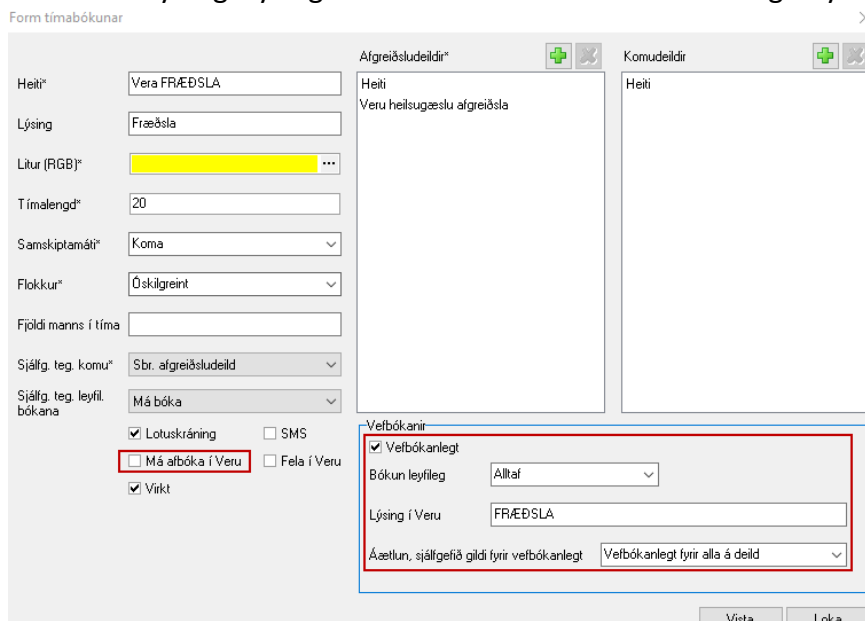 Form tímabókunar
Afgreiðsludeildir*
Komudeildir
Heiti*
Vera FRÆÐSLA
Heiti
Heiti
Veru heilsugæslu afgreiðsla
Lýsing
Fræðsla
Litur (RGB)*
...
Tímalengd*
20
Samskiptamáti*
Koma
Flokkur*
Óskilgreint
Fjöldi manns í tíma
Sjálfg. teg. komu*
Sbr. afgreiðsludeild
Sjálfg. teg. leyfil.
bókana
Má bóka
Lotuskráning
SMS
Má afbóka í Veru
Fela í Veru
Virkt
Vefbókanir
Vefbókanlegt
Bókun leyfileg
Alltaf
Lýsing í Veru
FRÆÐSLA
Áætlun, sjálfgefið gildi fyrir vefbókanlegt
Vefbókanlegt fyrir alla á deild
Vista
Loka